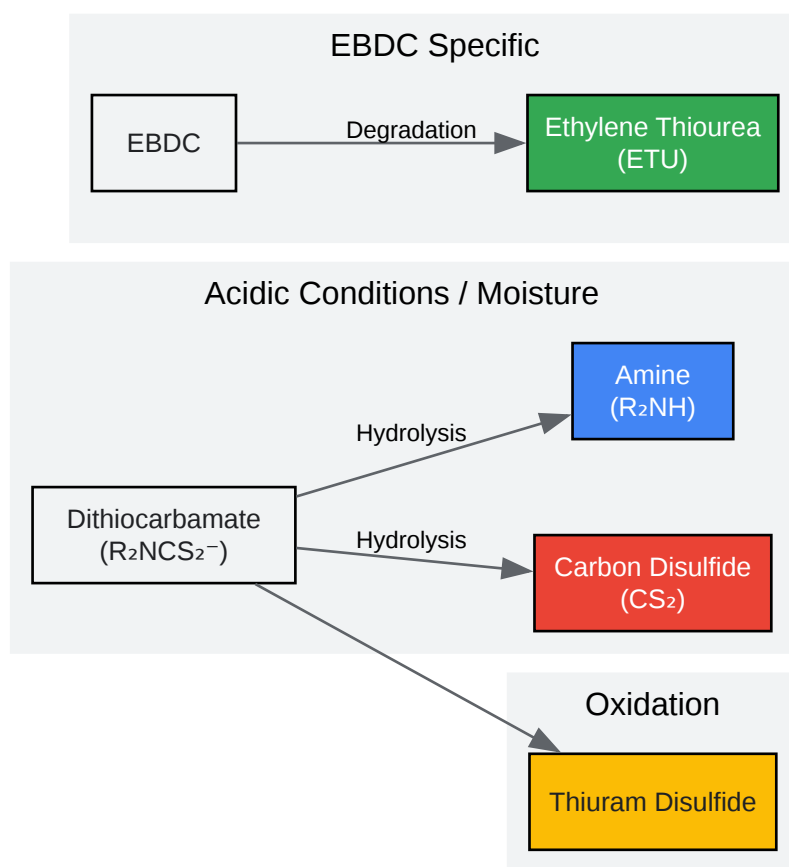 EBDC Specific
EBDC
Degradation
Ethylene Thiourea
(ETU)
Acidic Conditions / Moisture
Amine
(R₂NH)
Hydrolysis
Dithiocarbamate
(R₂NCS₂⁻)
Hydrolysis
Carbon Disulfide
(CS₂)
Oxidation
Thiuram Disulfide